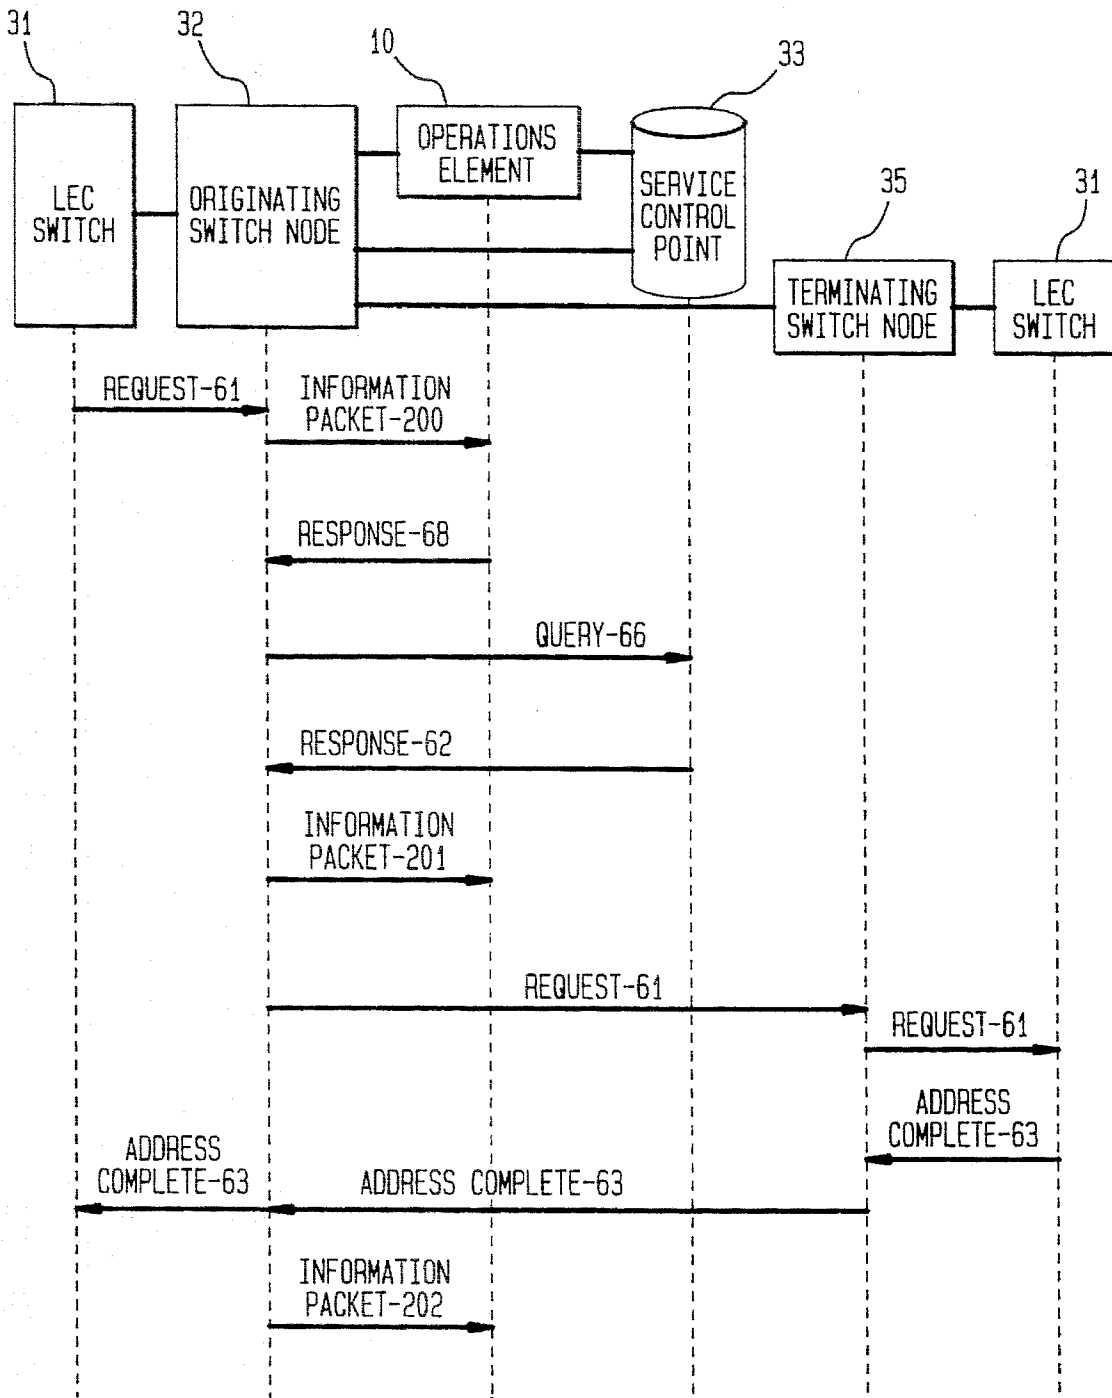 31
32
10
33
35
31
LEC
SWITCH
ORIGINATING
SWITCH NODE
OPERATIONS
ELEMENT
SERVICE
CONTROL
POINT
TERMINATING
SWITCH NODE
LEC
SWITCH
REQUEST-61
INFORMATION
PACKET-200
RESPONSE-68
QUERY-66
RESPONSE-62
INFORMATION
PACKET-201
REQUEST-61
REQUEST-61
ADDRESS
COMPLETE-63
ADDRESS
COMPLETE-63
ADDRESS COMPLETE-63
INFORMATION
PACKET-202